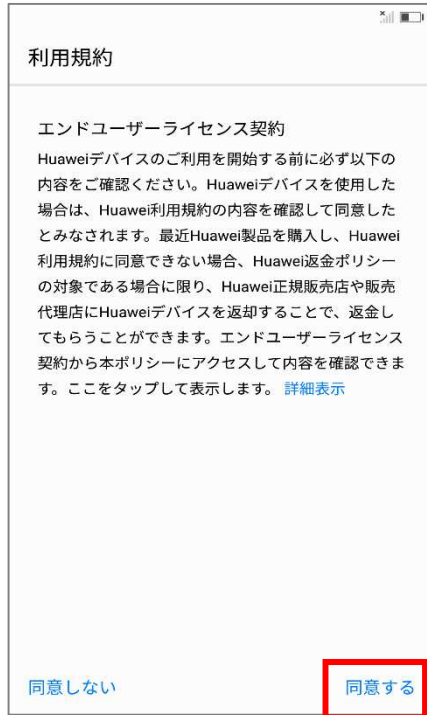 利用規約
エンドユーザーライセンス契約
Huaweiデバイスのご利用を開始する前に必ず以下の
内容をご確認ください。Huaweiデバイスを使用した
場合は、Huawei利用規約の内容を確認して同意した
とみなされます。最近Huawei製品を購入し、Huawei
利用規約に同意できない場合、Huawei返金ポリシー
の対象である場合に限り、Huawei正規販売店や販売
代理店にHuaweiデバイスを返却することで、返金し
てもらうことができます。エンドユーザーライセンス
契約から本ポリシーにアクセスして内容を確認できま
す。ここをタップして表示します。 詳細表示
同意しない 同意する